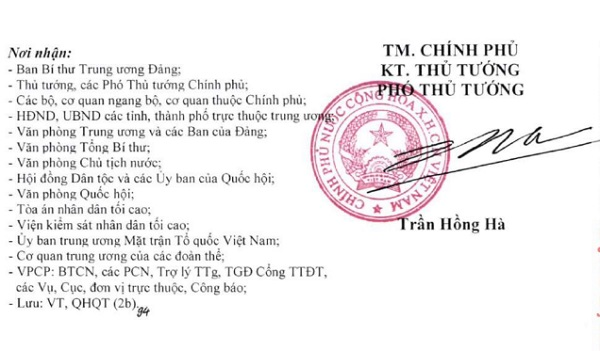 Nơi nhận:
- Ban Bí thư Trung ương Đảng;
- Thủ tướng, các Phó Thủ tướng Chính phủ;
- Các bộ, cơ quan ngang bộ, cơ quan thuộc Chính phủ;
- HĐND, UBND các tỉnh, thành phố trực thuộc trung ương;
- Văn phòng Trung ương và các Ban của Đảng;
- Văn phòng Tổng Bí thư;
- Văn phòng Chủ tịch nước;
- Hội đồng Dân tộc và các Ủy ban của Quốc hội;
- Văn phòng Quốc hội;
- Tòa án nhân dân tối cao;
- Viện kiểm sát nhân dân tối cao;
- Ủy ban trung ương Mặt trận Tổ quốc Việt Nam;
- Cơ quan trung ương của các đoàn thể;
- VPCP: BTCN, các PCN, Trợ lý TTg, TGĐ Cổng TTĐT,
các Vụ, Cục, đơn vị trực thuộc, Công báo;
- Lưu: VT, QHQT (2b).
TM. CHÍNH PHỦ
KT. THỦ TƯỚNG
PHÓ THỦ TƯỚNG
CHÍNH PHỦ NƯỚC CỘNG HÒA X.H.C.N VIỆT NAM
Trần Hồng Hà